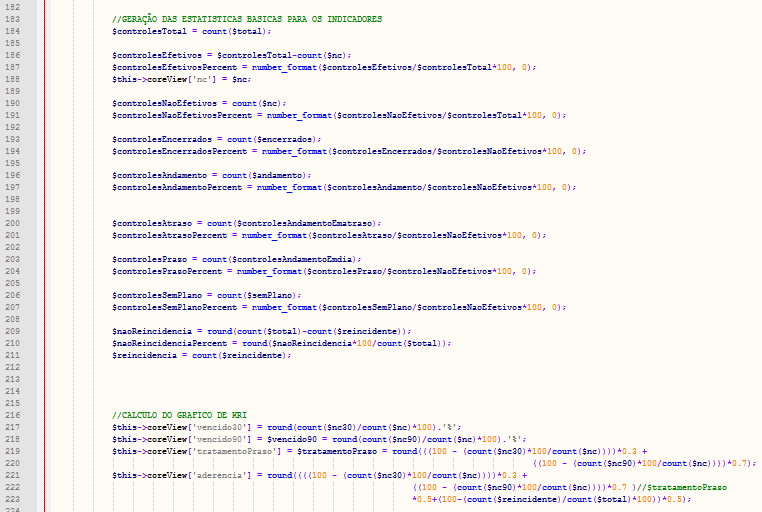 182
183 //GERAÇÃO DAS ESTATISTICAS BASICAS PARA OS INDICADORES
184 $controlesTotal = count($total);
185
186 $controlesEfetivos = $controlesTotal-count($nc);
187 $controlesEfetivosPercent = number_format($controlesEfetivos/$controlesTotal*100, 0);
188 $this->coreView['nc'] = $nc;
189
190 $controlesNaoEfetivos = count($nc);
191 $controlesNaoEfetivosPercent = number_format($controlesNaoEfetivos/$controlesTotal*100, 0);
192
193 $controlesEncerrados = count($encerrados);
194 $controlesEncerradosPercent = number_format($controlesEncerrados/$controlesNaoEfetivos*100, 0);
195
196 $controlesAndamento = count($andamento);
197 $controlesAndamentoPercent = number_format($controlesAndamento/$controlesNaoEfetivos*100, 0);
198
199
200 $controlesAtraso = count($controlesAndamentoEmatraso);
201 $controlesAtrasoPercent = number_format($controlesAtraso/$controlesNaoEfetivos*100, 0);
202
203 $controlesPrazo = count($controlesAndamentoEmdia);
204 $controlesPrazoPercent = number_format($controlesPrazo/$controlesNaoEfetivos*100, 0);
205
206 $controlesSemPlano = count($semPlano);
207 $controlesSemPlanoPercent = number_format($controlesSemPlano/$controlesNaoEfetivos*100, 0);
208
209 $naoReincidencia = round(count($total)-count($reincidente));
210 $naoReincidenciaPercent = round($naoReincidencia*100/count($total));
211 $reincidencia = count($reincidente);
212
213
214
215
216 //CALCULO DO GRAFICO DE KRI
217 $this->coreView['vencido30'] = round(count($nc30)/count($nc)*100).'%';
218 $this->coreView['vencido90'] = $vencido90 = round(count($nc90)/count($nc)*100).'%';
219 $this->coreView['tratamentoPraso'] = $tratamentoPraso = round(((100 - (count($nc30)*100/count($nc))))*0.3 +
220 ((100 - (count($nc90)*100/count($nc))))*0.7);
221 $this->coreView['aderencia'] = round((((100 - (count($nc30)*100/count($nc))))*0.3 +
222 ((100 - (count($nc90)*100/count($nc))))*0.7 )//$tratamentoPraso
223 *0.5+(100-(count($reincidente)/count($total)*100))*0.5);
224